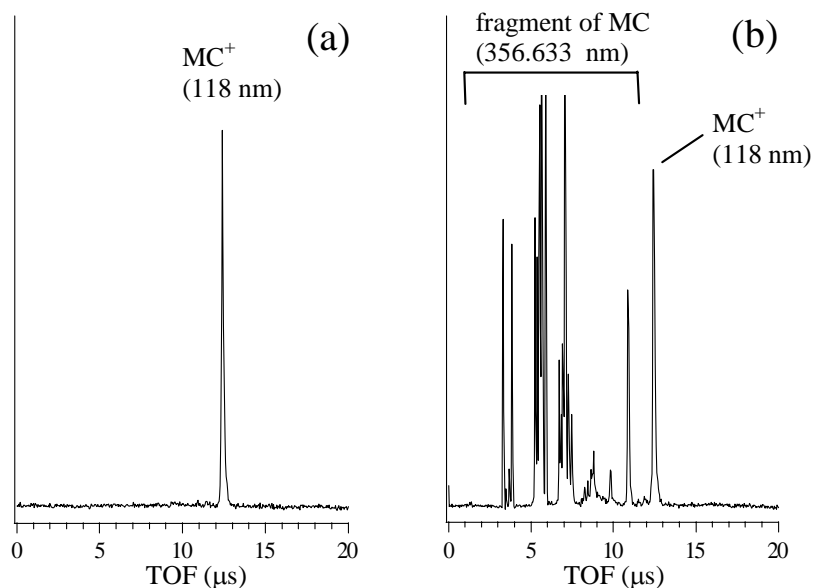 (a)
MC+
(118 nm)
0 5 10 15 20
TOF (μs)
fragment of MC
(356.633 nm)
(b)
MC+
(118 nm)
0 5 10 15 20
TOF (μs)